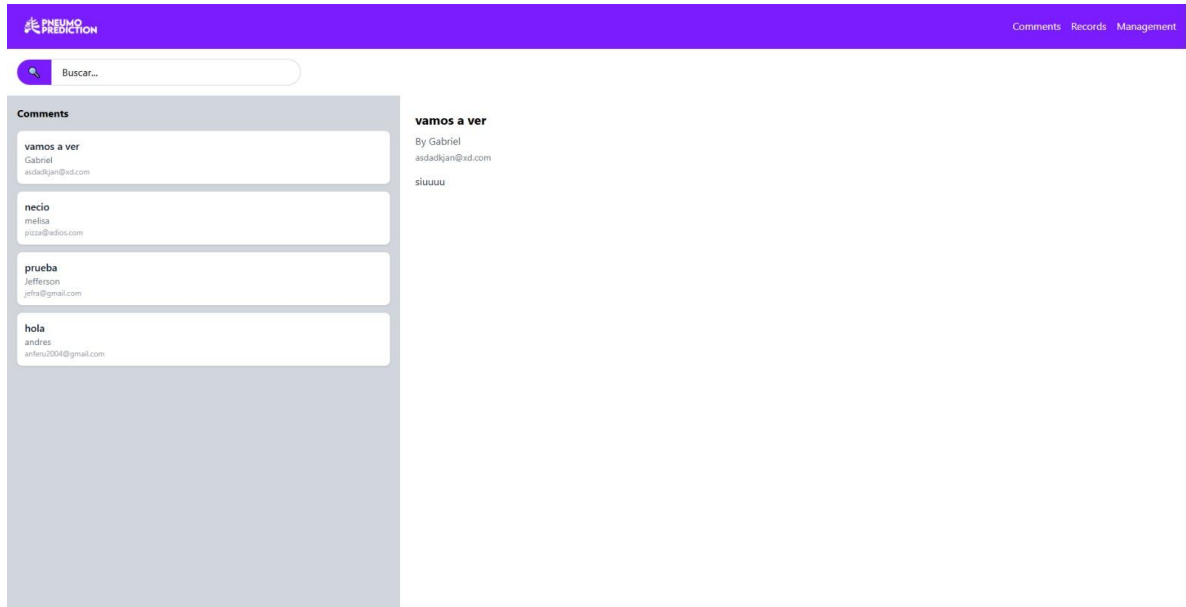 PNEUMO
PREDICTION
Comments Records Management
Buscar...
Comments
vamos a ver
Gabriel
asdadkjan@xd.com
necio
melisa
pizza@adios.com
prueba
Jefferson
jefra@gmail.com
hola
andres
anferu2004@gmail.com
vamos a ver
By Gabriel
asdadkjan@xd.com
siuuuu